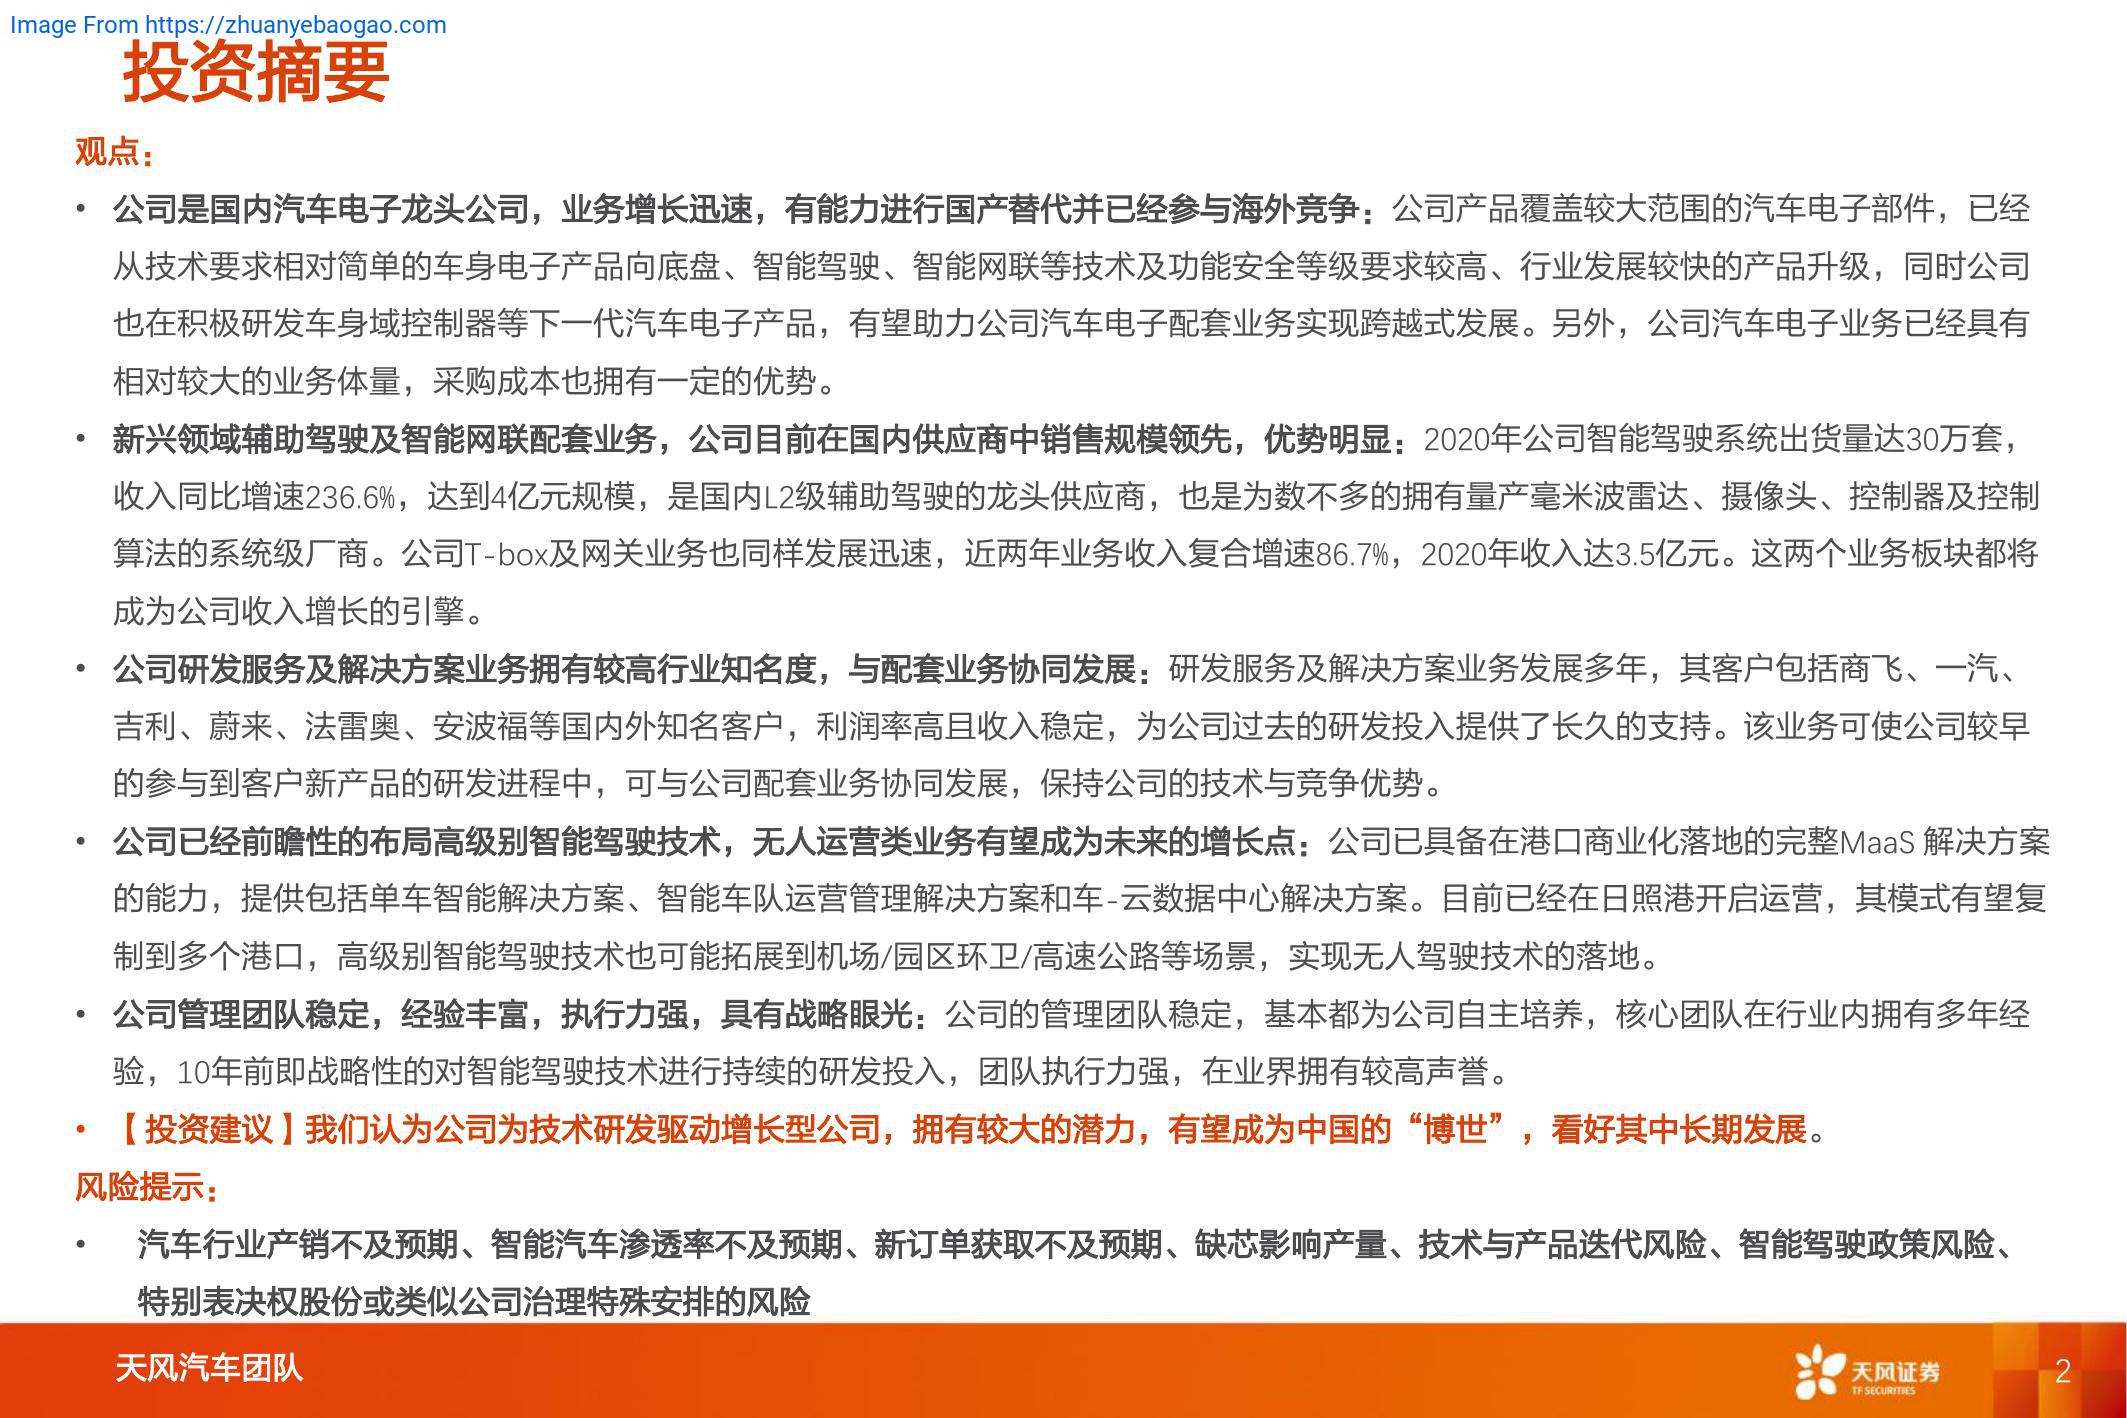 Image From https://zhuanyebaogao.com
投资摘要
观点：
• 公司是国内汽车电子龙头公司，业务增长迅速，有能力进行国产替代并已经参与海外竞争：公司产品覆盖较大范围的汽车电子部件，已经
从技术要求相对简单的车身电子产品向底盘、智能驾驶、智能网联等技术及功能安全等级要求较高、行业发展较快的产品升级，同时公司
也在积极研发车身域控制器等下一代汽车电子产品，有望助力公司汽车电子配套业务实现跨越式发展。另外，公司汽车电子业务已经具有
相对较大的业务体量，采购成本也拥有一定的优势。
• 新兴领域辅助驾驶及智能网联配套业务，公司目前在国内供应商中销售规模领先，优势明显：2020年公司智能驾驶系统出货量达30万套，
收入同比增速236.6%，达到4亿元规模，是国内L2级辅助驾驶的龙头供应商，也是为数不多的拥有量产毫米波雷达、摄像头、控制器及控制
算法的系统级厂商。公司T-box及网关业务也同样发展迅速，近两年业务收入复合增速86.7%，2020年收入达3.5亿元。这两个业务板块都将
成为公司收入增长的引擎。
• 公司研发服务及解决方案业务拥有较高行业知名度，与配套业务协同发展：研发服务及解决方案业务发展多年，其客户包括商飞、一汽、
吉利、蔚来、法雷奥、安波福等国内外知名客户，利润率高且收入稳定，为公司过去的研发投入提供了长久的支持。该业务可使公司较早
的参与到客户新产品的研发进程中，可与公司配套业务协同发展，保持公司的技术与竞争优势。
• 公司已经前瞻性的布局高级别智能驾驶技术，无人运营类业务有望成为未来的增长点：公司已具备在港口商业化落地的完整MaaS 解决方案
的能力，提供包括单车智能解决方案、智能车队运营管理解决方案和车-云数据中心解决方案。目前已经在日照港开启运营，其模式有望复
制到多个港口，高级别智能驾驶技术也可能拓展到机场/园区环卫/高速公路等场景，实现无人驾驶技术的落地。
• 公司管理团队稳定，经验丰富，执行力强，具有战略眼光：公司的管理团队稳定，基本都为公司自主培养，核心团队在行业内拥有多年经
验，10年前即战略性的对智能驾驶技术进行持续的研发投入，团队执行力强，在业界拥有较高声誉。
• 【投资建议】我们认为公司为技术研发驱动增长型公司，拥有较大的潜力，有望成为中国的“博世”，看好其中长期发展。
风险提示：
• 汽车行业产销不及预期、智能汽车渗透率不及预期、新订单获取不及预期、缺芯影响产量、技术与产品迭代风险、智能驾驶政策风险、
特别表决权股份或类似公司治理特殊安排的风险
天风汽车团队
天风证券
TF SECURITIES
2